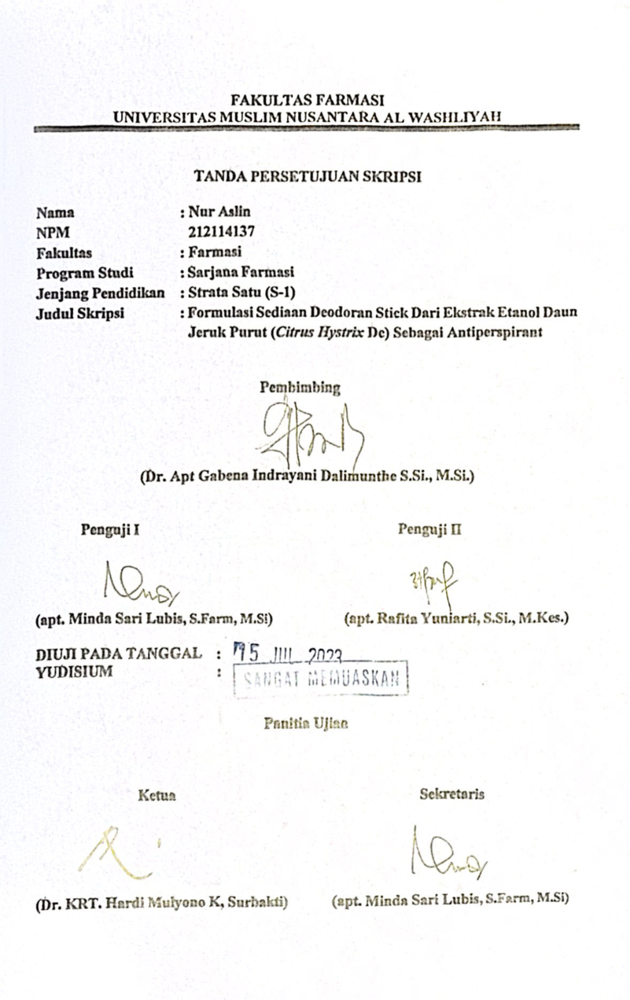 FAKULTAS FARMASI
UNIVERSITAS MUSLIM NUSANTARA AL WASHLIYAH
TANDA PERSETUJUAN SKRIPSI
Nama : Nur Aslin
NPM 212114137
Fakultas : Farmasi
Program Studi : Sarjana Farmasi
Jenjang Pendidikan : Strata Satu (S-1)
Judul Skripsi : Formulasi Sediaan Deodoran Stick Dari Ekstrak Etanol Daun
Jeruk Purut (Citrus Hystrix Dc) Sebagai Antiperspirant
Pembimbing
(Dr. Apt Gabena Indrayani Dalimunthe S.Si., M.Si.)
Penguji I Penguji II
(apt. Minda Sari Lubis, S.Farm, M.Si) (apt. Rafita Yuniarti, S.Si., M.Kes.)
DIUJI PADA TANGGAL : 15 JUL 2023
YUDISIUM : SANGAT MEMUASKAN
Panitia Ujian
Ketua Sekretaris
(Dr. KRT. Hardi Mulyono K, Surbakti) (apt. Minda Sari Lubis, S.Farm, M.Si)